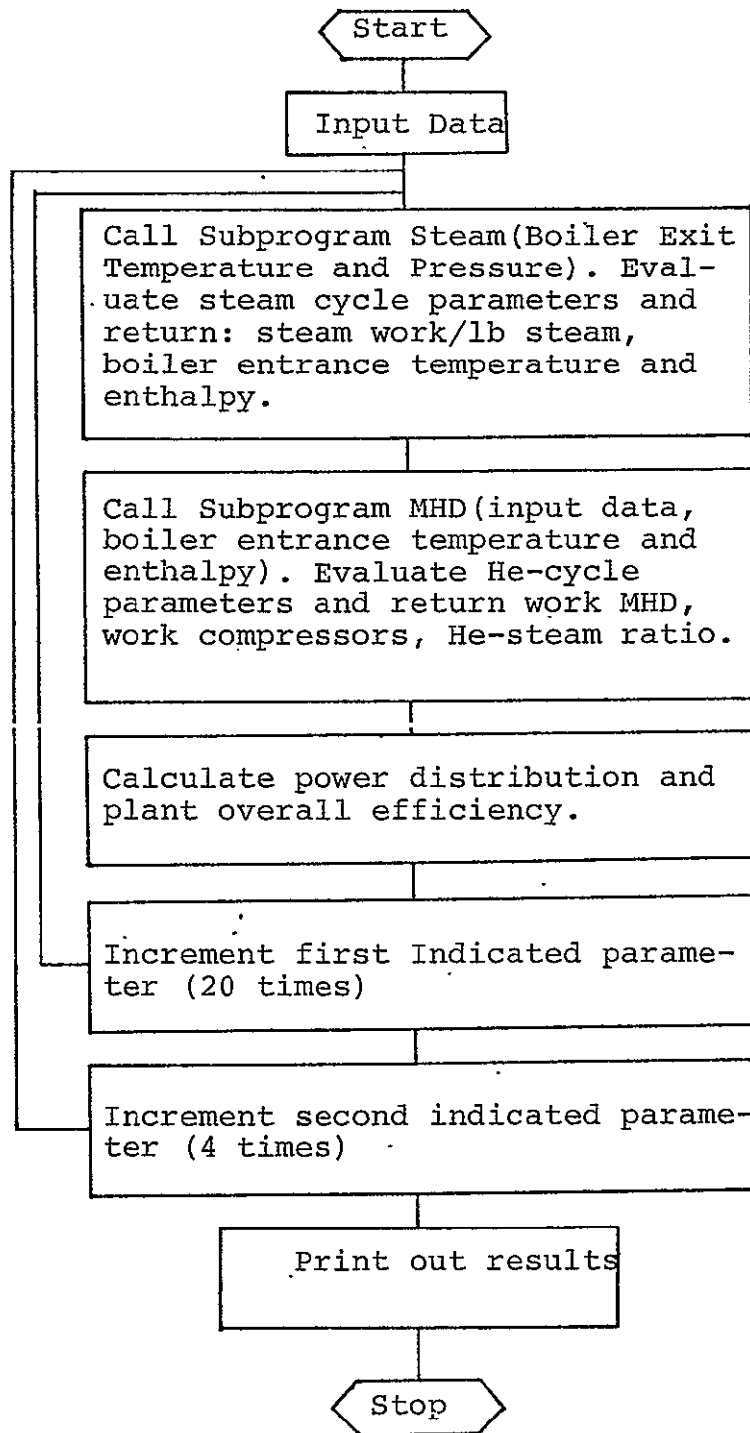 Start
Input Data
Call Subprogram Steam(Boiler Exit
Temperature and Pressure). Eval-
uate steam cycle parameters and
return: steam work/lb steam,
boiler entrance temperature and
enthalpy.
Call Subprogram MHD(input data,
boiler entrance temperature and
enthalpy). Evaluate He-cycle
parameters and return work MHD,
work compressors, He-steam ratio.
Calculate power distribution and
plant overall efficiency.
Increment first Indicated parame-
ter (20 times)
Increment second indicated parame-
ter (4 times)
Print out results
Stop